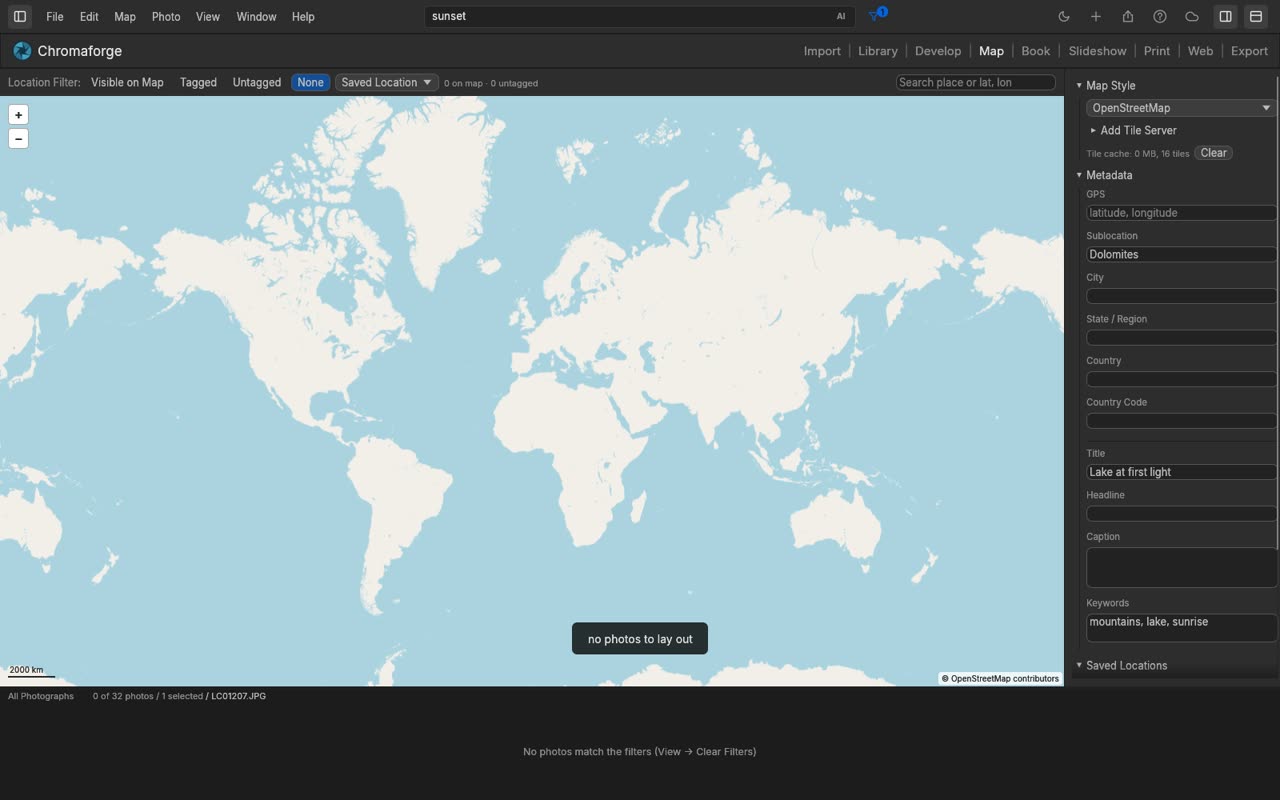 File Edit Map Photo View Window Help
sunset
AI
1
Chromaforge
Import Library Develop Map Book Slideshow Print Web Export
Location Filter: Visible on Map Tagged Untagged None Saved Location 0 on map · 0 untagged
Search place or lat, lon
+
−
2000 km
no photos to lay out
© OpenStreetMap contributors
Map Style
OpenStreetMap
Add Tile Server
Tile cache: 0 MB, 16 tiles Clear
Metadata
GPS
latitude, longitude
Sublocation
Dolomites
City
State / Region
Country
Country Code
Title
Lake at first light
Headline
Caption
Keywords
mountains, lake, sunrise
Saved Locations
All Photographs 0 of 32 photos / 1 selected / LC01207.JPG
No photos match the filters (View → Clear Filters)